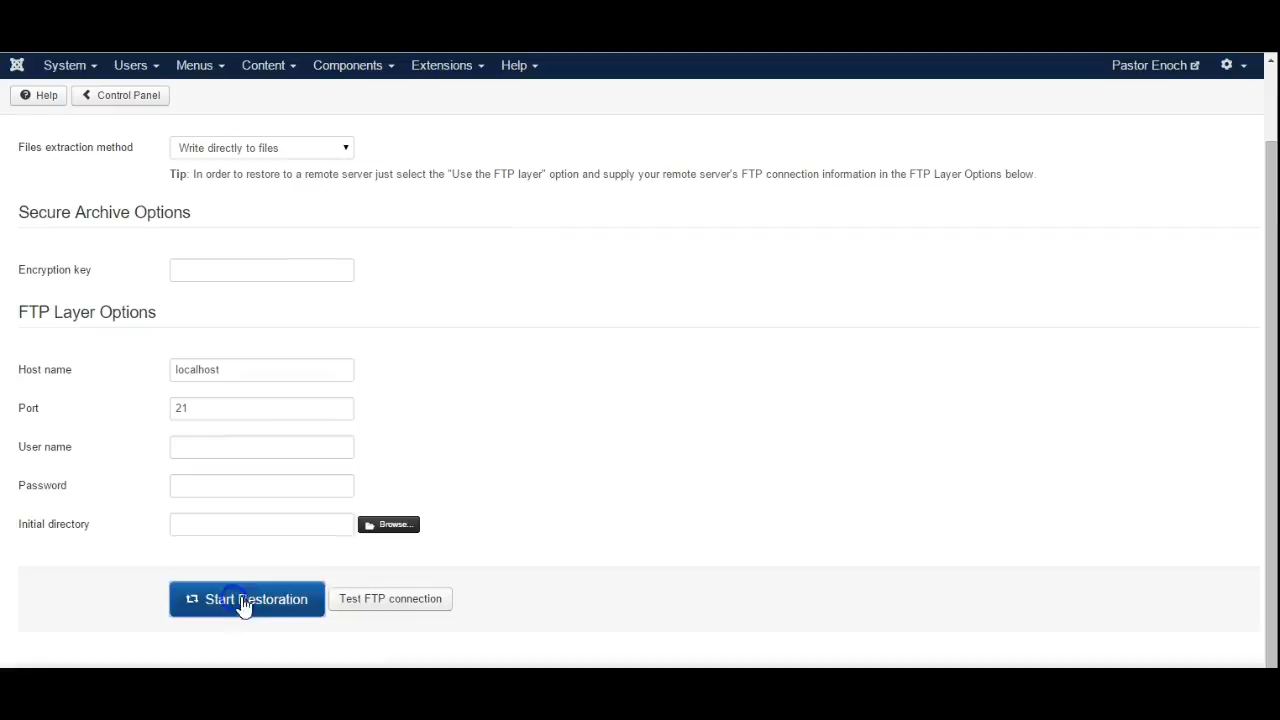 System Users Menus Content Components Extensions Help Pastor Enoch
Help Control Panel
Files extraction method Write directly to files
Tip: In order to restore to a remote server just select the "Use the FTP layer" option and supply your remote server's FTP connection information in the FTP Layer Options below.
Secure Archive Options
Encryption key
FTP Layer Options
Host name localhost
Port 21
User name
Password
Initial directory Browse...
Start Restoration Test FTP connection